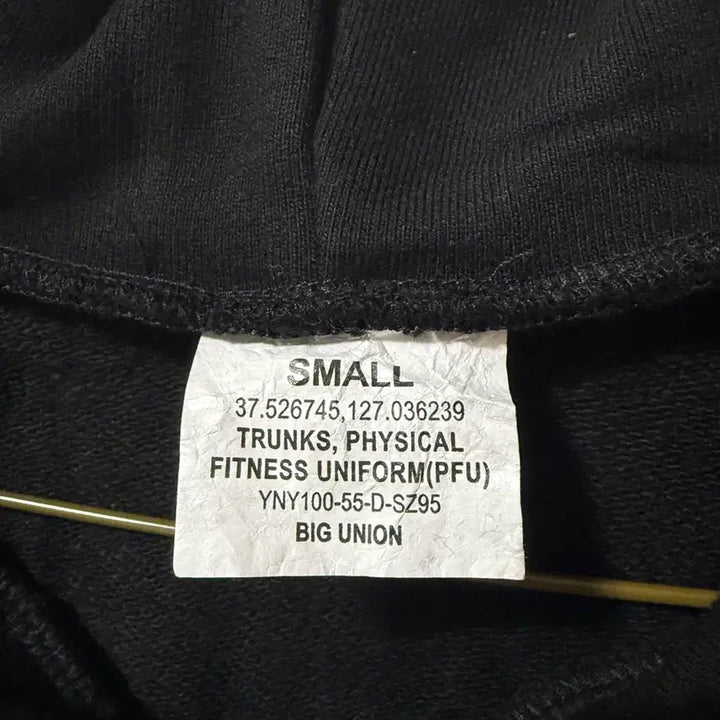 SMALL
37.526745,127.036239
TRUNKS, PHYSICAL
FITNESS UNIFORM(PFU)
YNY100-55-D-SZ95
BIG UNION